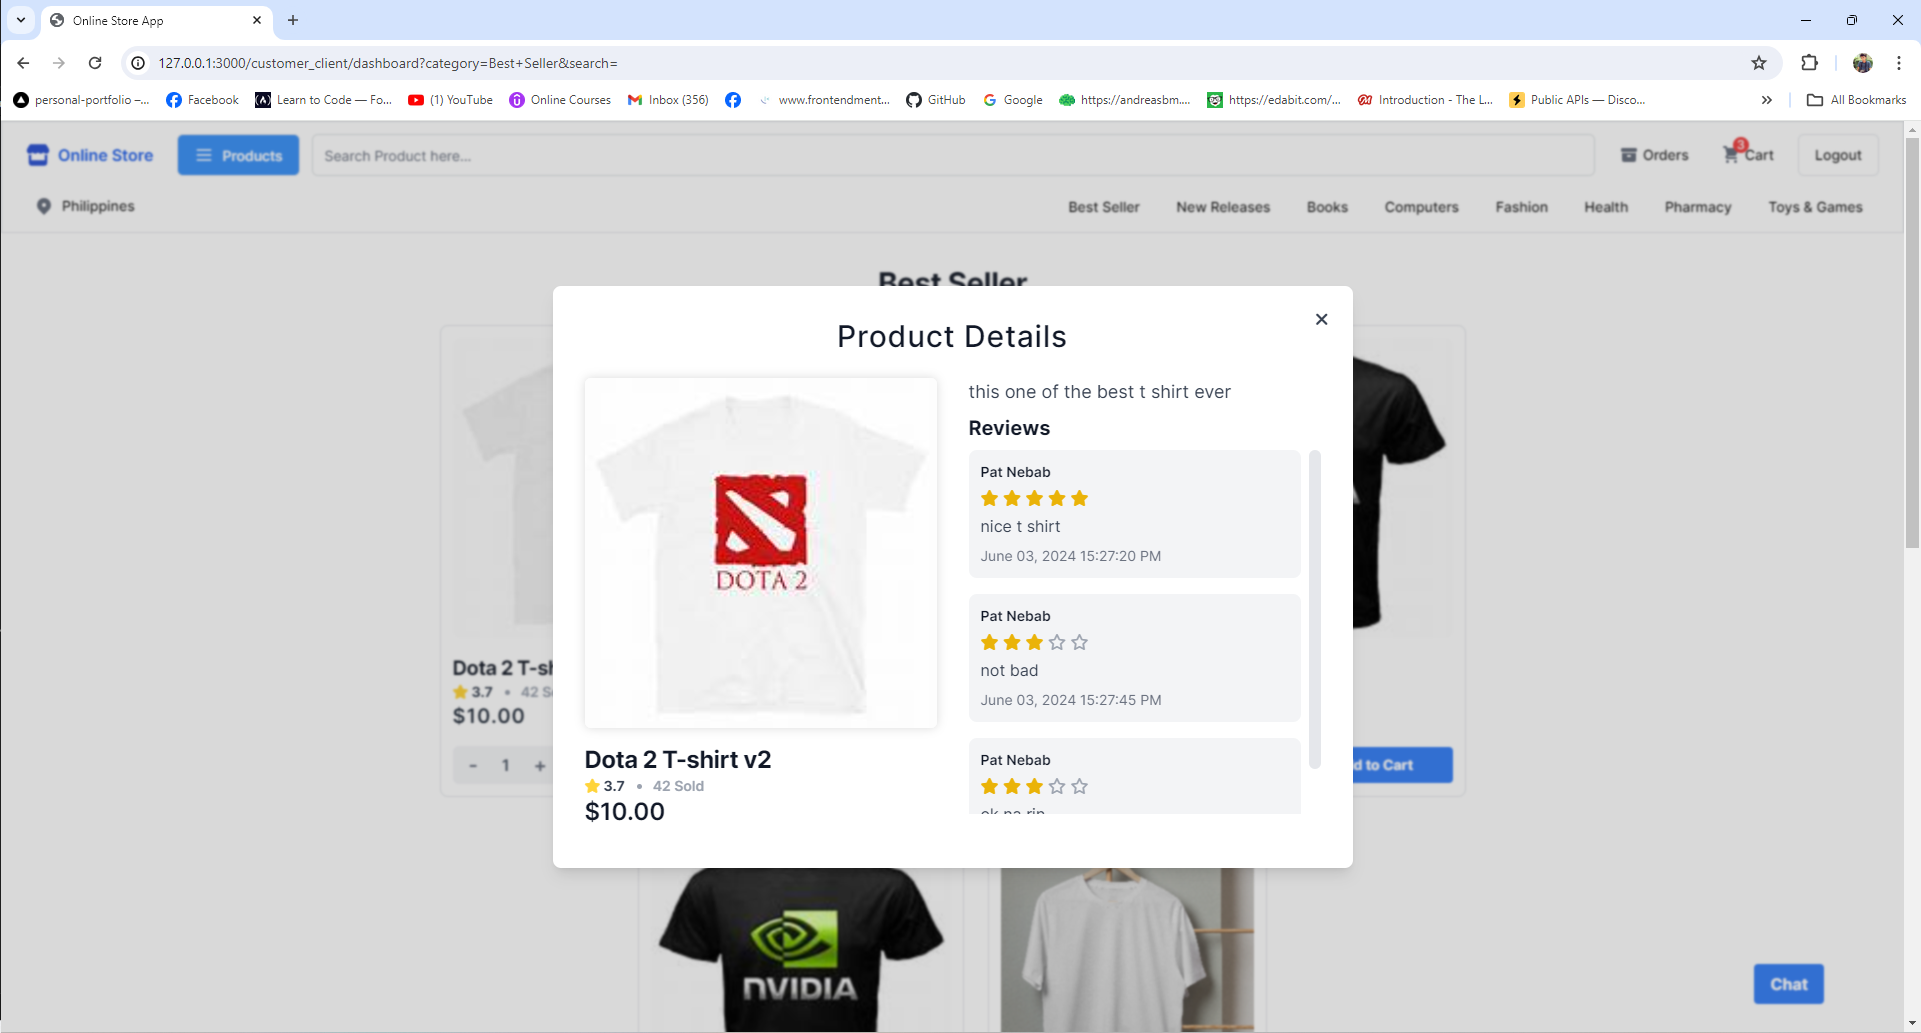 Online Store App
127.0.0.1:3000/customer_client/dashboard?category=Best+Seller&search=
personal-portfolio –...
Facebook
Learn to Code — Fo...
(1) YouTube
Online Courses
Inbox (356)
www.frontendment...
GitHub
Google
https://andreasbm....
https://edabit.com/...
Introduction - The L...
Public APIs — Disco...
All Bookmarks
Online Store
Products
Search Product here...
Orders
3
Cart
Logout
Philippines
Best Seller
New Releases
Books
Computers
Fashion
Health
Pharmacy
Toys & Games
Best Seller
Product Details
this one of the best t shirt ever
Reviews
Pat Nebab
nice t shirt
June 03, 2024 15:27:20 PM
Pat Nebab
not bad
June 03, 2024 15:27:45 PM
Pat Nebab
ok na rin
DOTA 2
Dota 2 T-shirt v2
3.7 • 42 Sold
$10.00
Dota 2 T-sh
3.7 • 42 S
$10.00
- 1 +
d to Cart
NVIDIA
Chat